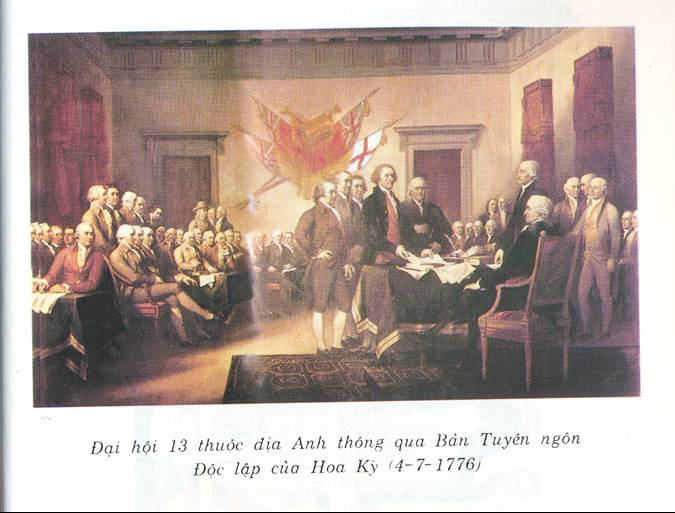 Đại hội 13 thuộc địa Anh thông qua Bản Tuyên ngôn
Độc lập của Hoa Kỳ (4-7-1776)